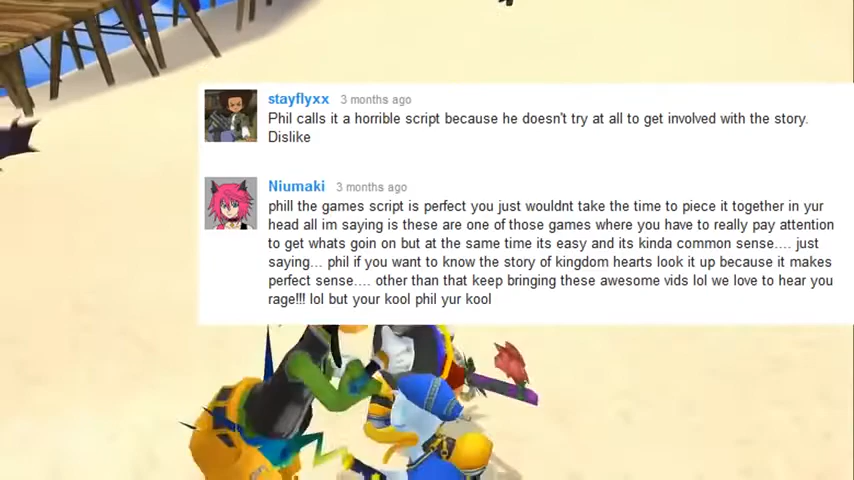 stayflyxx 3 months ago
Phil calls it a horrible script because he doesn't try at all to get involved with the story.
Dislike
Niumaki 3 months ago
phill the games script is perfect you just wouldnt take the time to piece it together in yur
head all im saying is these are one of those games where you have to really pay attention
to get whats goin on but at the same time its easy and its kinda common sense.... just
saying... phil if you want to know the story of kingdom hearts look it up because it makes
perfect sense.... other than that keep bringing these awesome vids lol we love to hear you
rage!!! lol but your kool phil yur kool